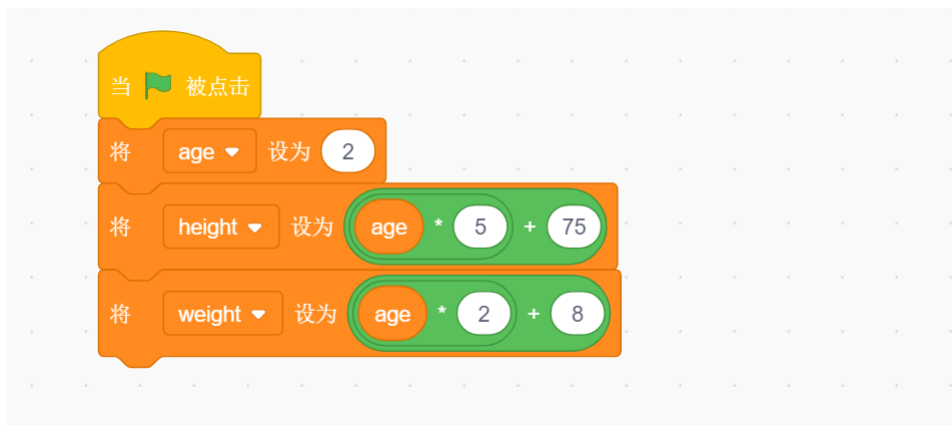 当 被点击
将 age 设为 2
将 height 设为 age * 5 + 75
将 weight 设为 age * 2 + 8